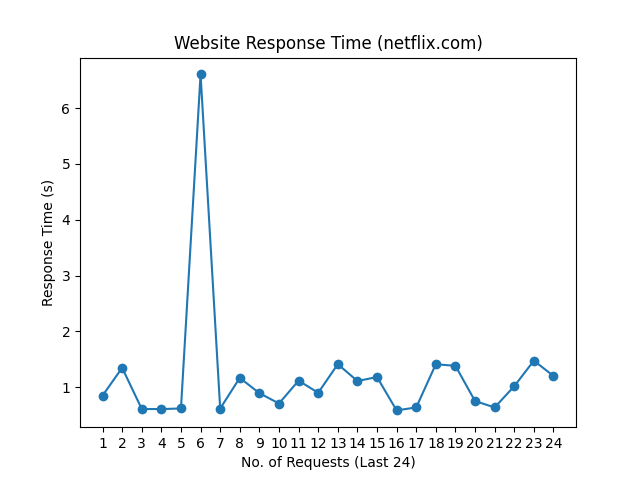 Website Response Time (netflix.com)
Response Time (s)
6
5
4
3
2
1
1 2 3 4 5 6 7 8 9 10 11 12 13 14 15 16 17 18 19 20 21 22 23 24
No. of Requests (Last 24)